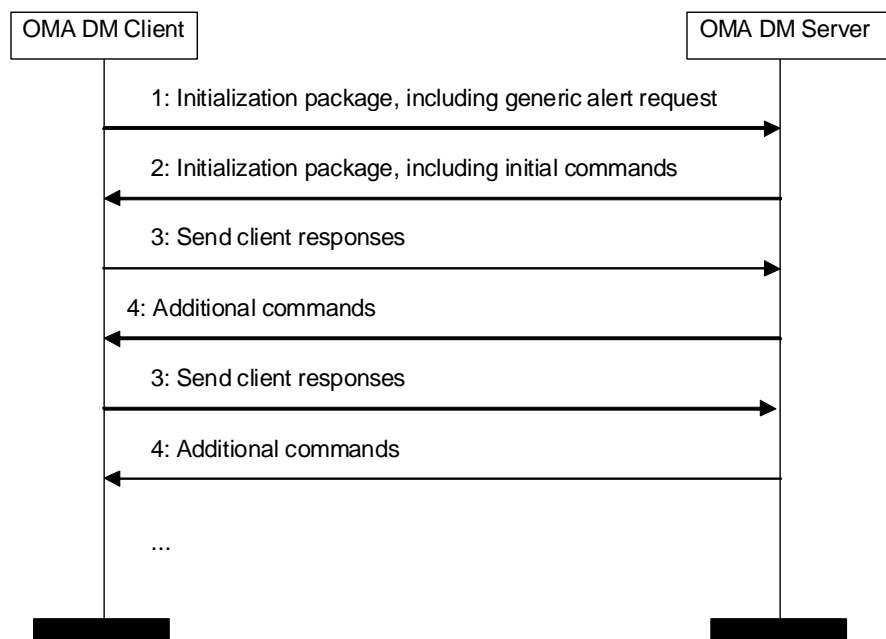 OMA DM Client
OMA DM Server
1: Initialization package, including generic alert request
2: Initialization package, including initial commands
3: Send client responses
4: Additional commands
3: Send client responses
4: Additional commands
...